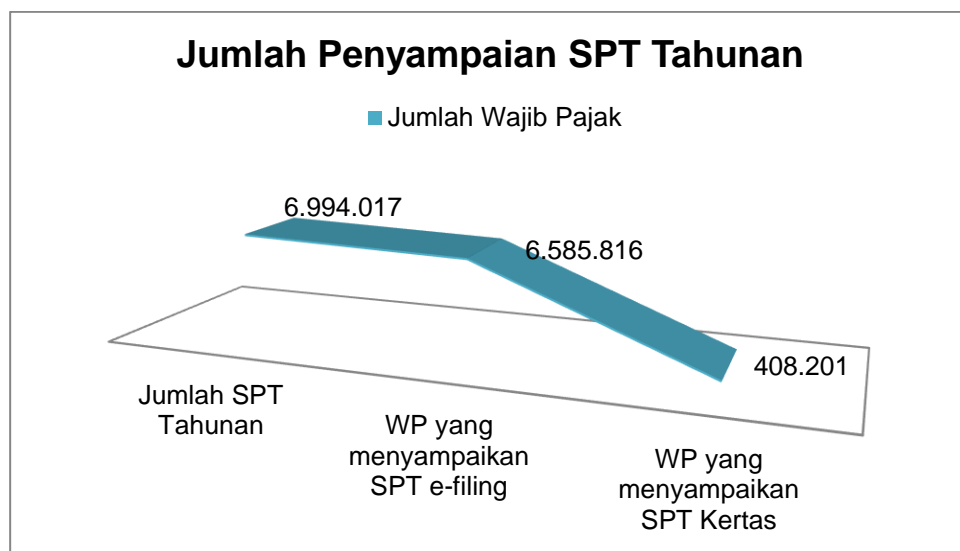 Jumlah Penyampaian SPT Tahunan
Jumlah Wajib Pajak
6.994.017
6.585.816
408.201
Jumlah SPT
Tahunan
WP yang
menyampaikan
SPT e-filing
WP yang
menyampaikan
SPT Kertas